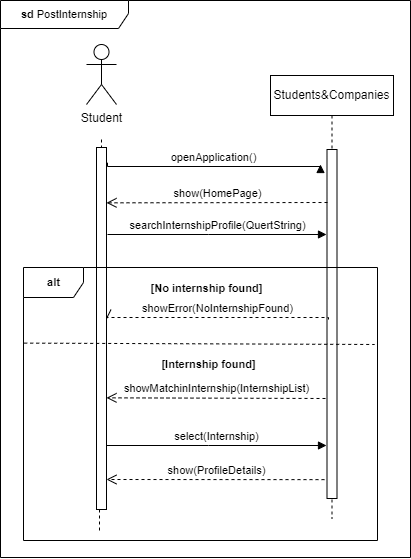 sd PostInternship
Student
Students&Companies
openApplication()
show(HomePage)
searchInternshipProfile(QuertString)
alt
[No internship found]
showError(NoInternshipFound)
[Internship found]
showMatchinInternship(InternshipList)
select(Internship)
show(ProfileDetails)